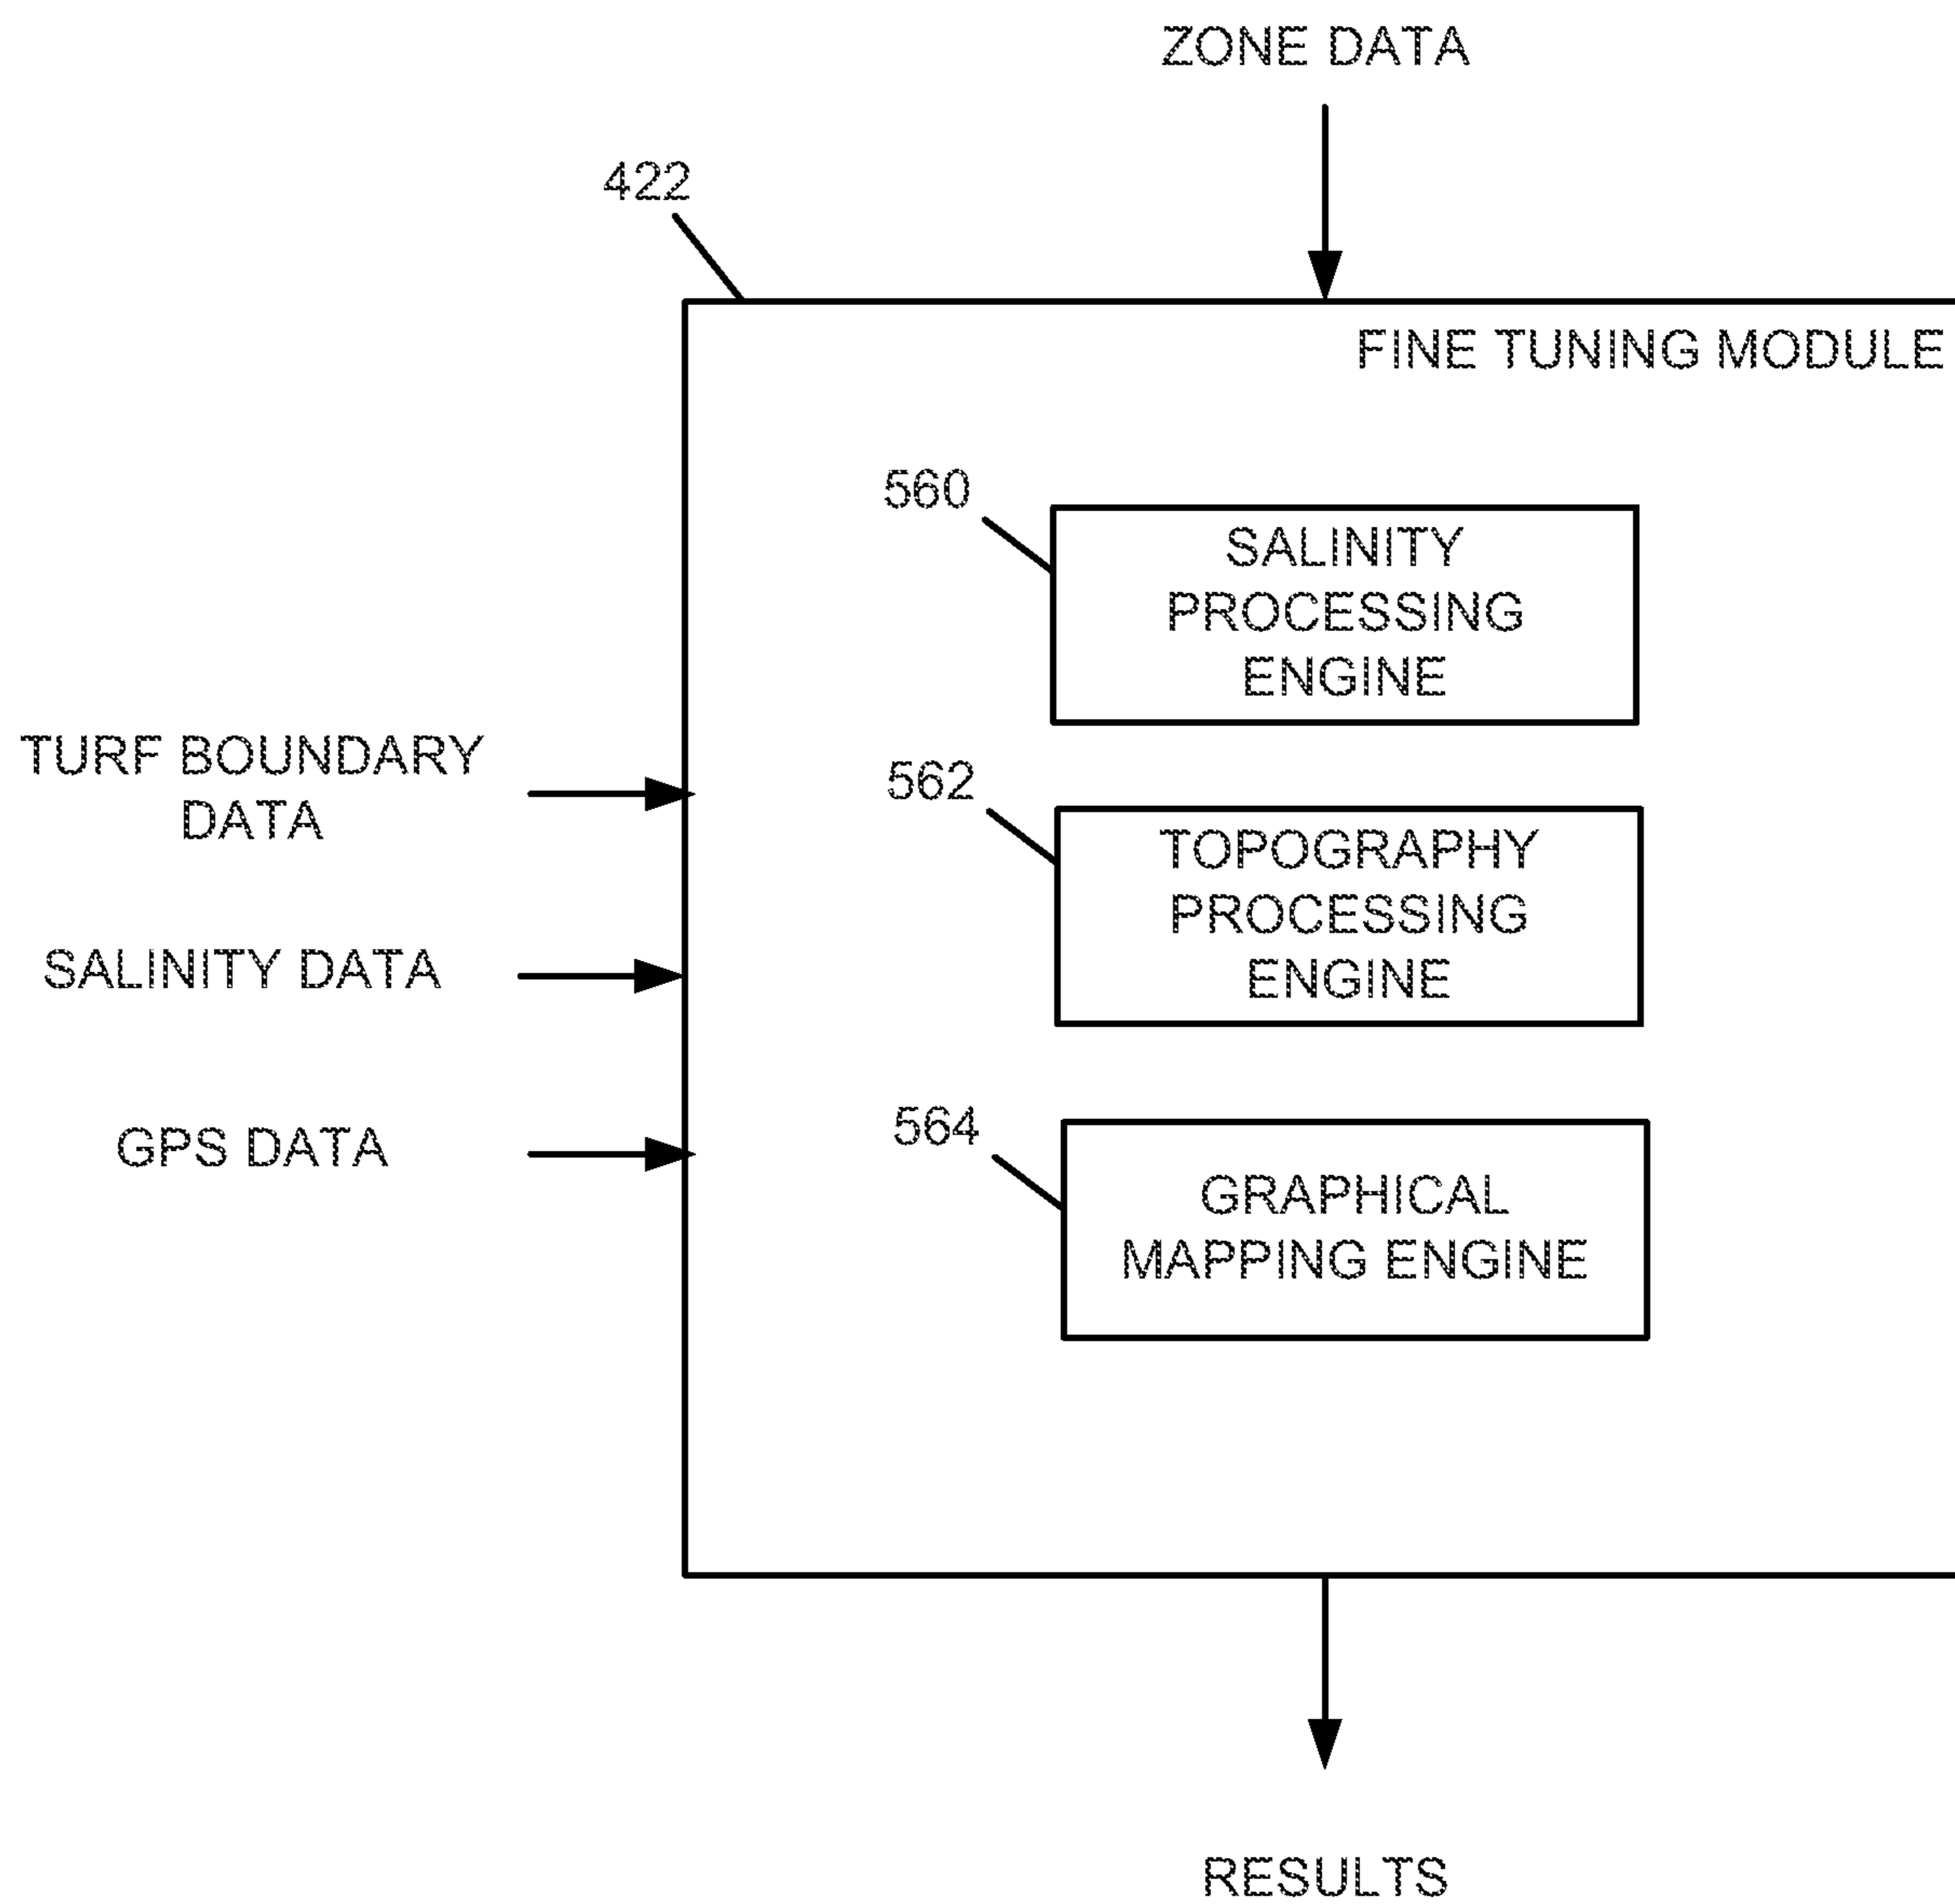 ZONE DATA
422
FINE TUNING MODULE
560
SALINITY
PROCESSING
ENGINE
TURF BOUNDARY
DATA
562
TOPOGRAPHY
PROCESSING
ENGINE
SALINITY DATA
GPS DATA
564
GRAPHICAL
MAPPING ENGINE
RESULTS